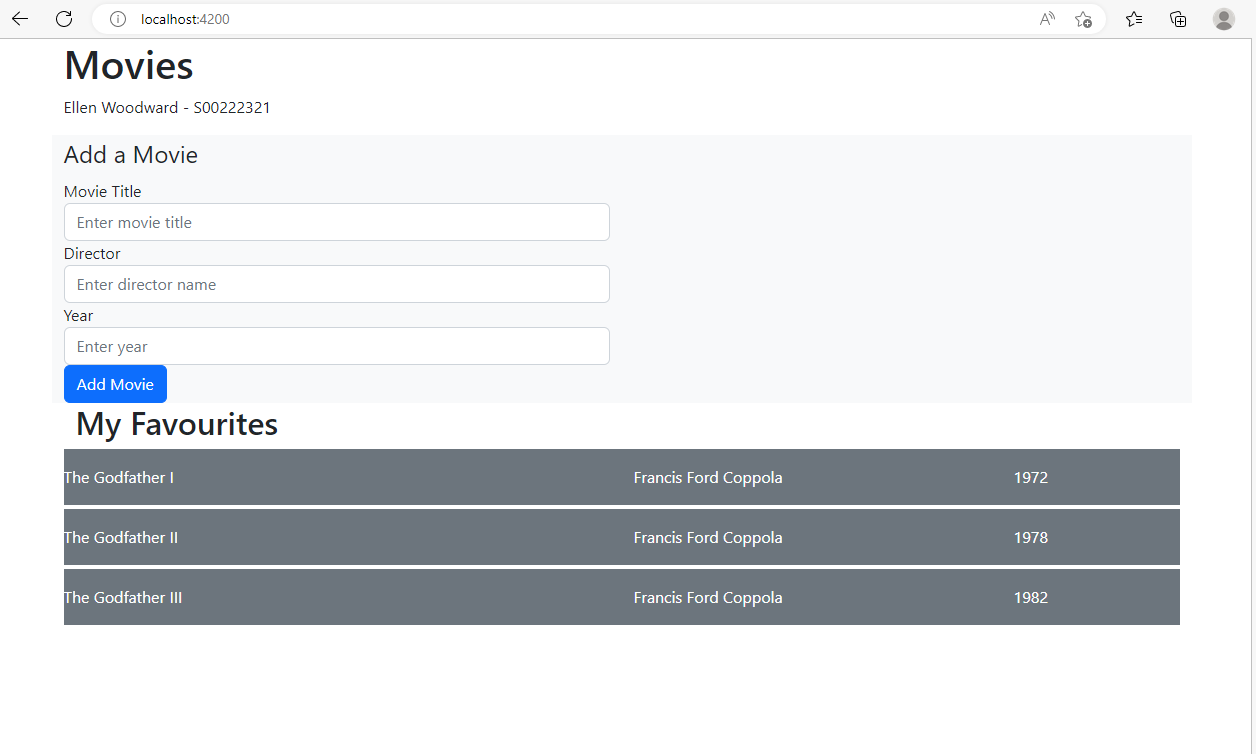 localhost:4200
Movies
Ellen Woodward - S00222321
Add a Movie
Movie Title
Enter movie title
Director
Enter director name
Year
Enter year
Add Movie
My Favourites
The Godfather I Francis Ford Coppola 1972
The Godfather II Francis Ford Coppola 1978
The Godfather III Francis Ford Coppola 1982